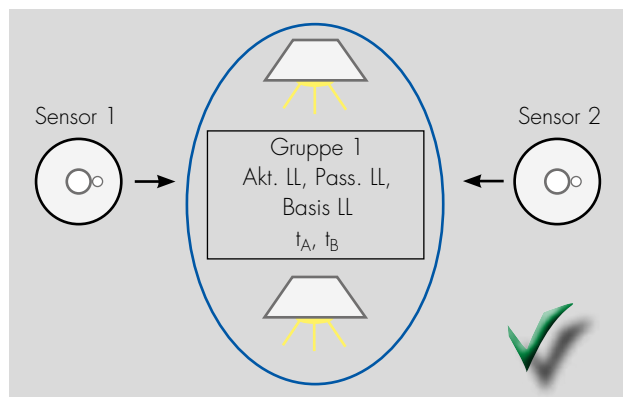 Sensor 1
Sensor 2
Gruppe 1
Akt. LL, Pass. LL,
Basis LL
tA, tB